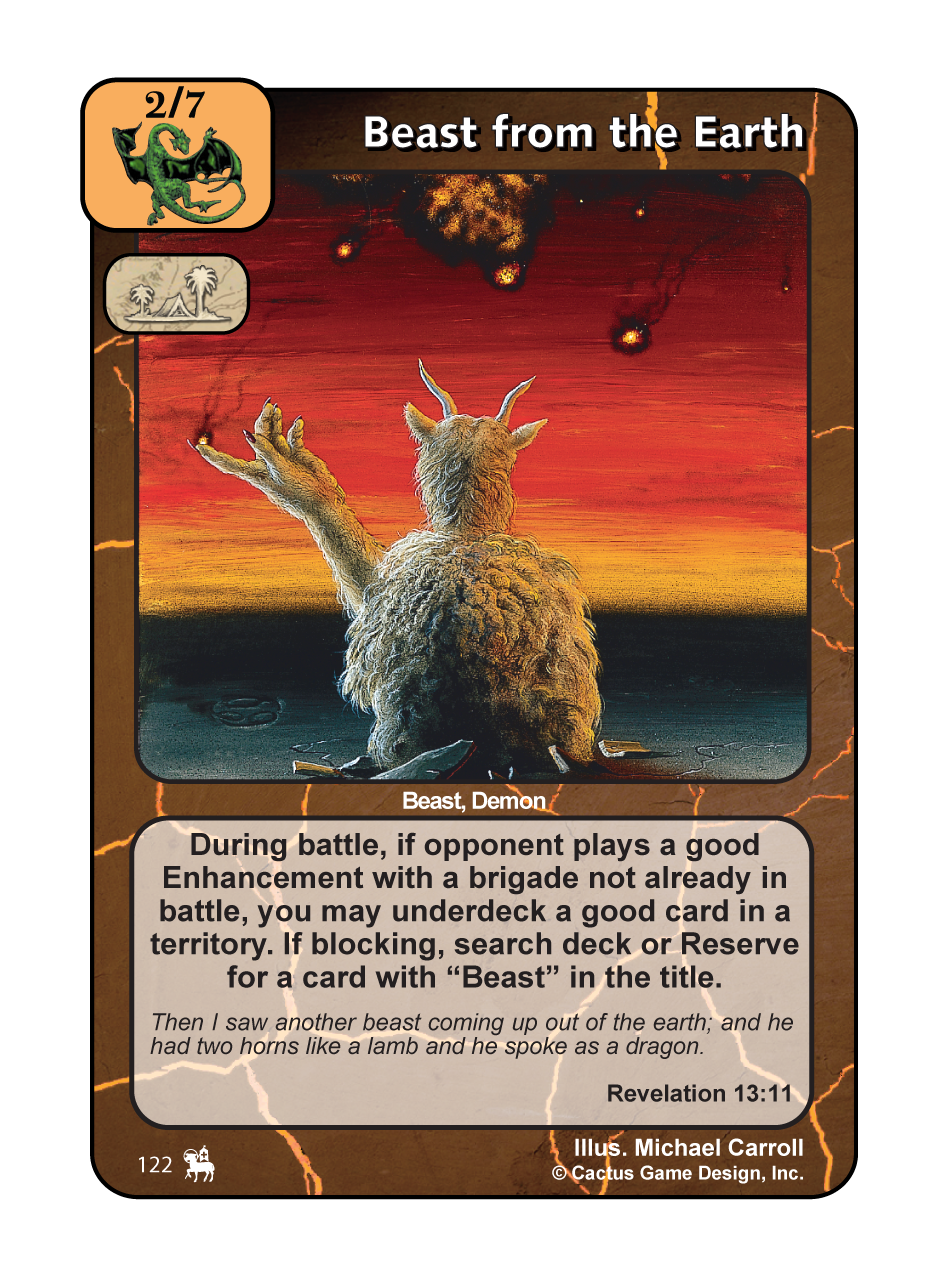 2/7
Beast from the Earth
Beast, Demon
During battle, if opponent plays a good
Enhancement with a brigade not already in
battle, you may underdeck a good card in a
territory. If blocking, search deck or Reserve
for a card with “Beast” in the title.
Then I saw another beast coming up out of the earth; and he
had two horns like a lamb and he spoke as a dragon.
Revelation 13:11
122
Illus. Michael Carroll
© Cactus Game Design, Inc.